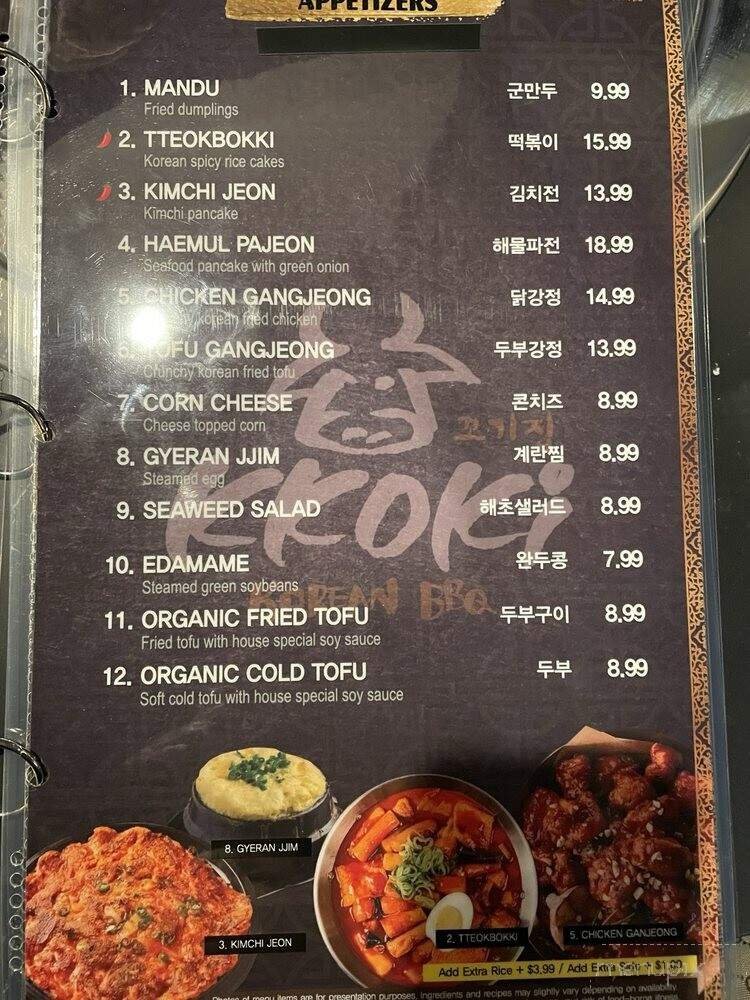 APPETIZERS
1. MANDU 군만두 9.99
Fried dumplings
2. TTEOKBOKKI 떡볶이 15.99
Korean spicy rice cakes
3. KIMCHI JEON 김치전 13.99
Kimchi pancake
4. HAEMUL PAJEON 해물파전 18.99
Seafood pancake with green onion
5. CHICKEN GANGJEONG 닭강정 14.99
korean fried chicken
6. TOFU GANGJEONG 두부강정 13.99
Crunchy korean fried tofu
7. CORN CHEESE 콘치즈 8.99
Cheese topped corn
꼬기집
8. GYERAN JJIM 계란찜 8.99
Steamed egg
KKOKI
9. SEAWEED SALAD 해초샐러드 8.99
10. EDAMAME 완두콩 7.99
Steamed green soybeans
KOREAN BBQ
11. ORGANIC FRIED TOFU 두부구이 8.99
Fried tofu with house special soy sauce
12. ORGANIC COLD TOFU 두부 8.99
Soft cold tofu with house special soy sauce
8. GYERAN JJIM
3. KIMCHI JEON
2. TTEOKBOKKI
5. CHICKEN GANJEONG
Add Extra Rice + $3.99 / Add Extra + $1.99
Photos of menu items are for presentation purposes. Ingredients and recipes may slightly vary depending on availability.